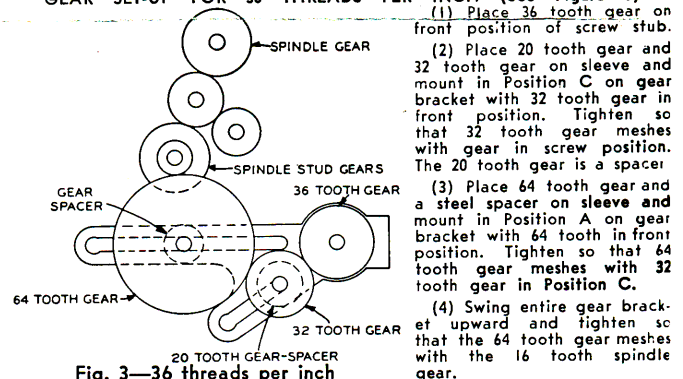 GEAR SET-UP FOR 36 THREADS PER INCH (See Figure
SPINDLE GEAR
SPINDLE STUD GEARS
GEAR
SPACER
36 TOOTH GEAR
64 TOOTH GEAR
32 TOOTH GEAR
20 TOOTH GEAR-SPACER
Fig. 3—36 threads per inch
(1) Place 36 tooth gear on
front position of screw stub.
(2) Place 20 tooth gear and
32 tooth gear on sleeve and
mount in Position C on gear
bracket with 32 tooth gear in
front position. Tighten so
that 32 tooth gear meshes
with gear in screw position.
The 20 tooth gear is a spacer
(3) Place 64 tooth gear and
a steel spacer on sleeve and
mount in Position A on gear
bracket with 64 tooth in front
position. Tighten so that 64
tooth gear meshes with 32
tooth gear in Position C.
(4) Swing entire gear brack-
et upward and tighten so
that the 64 tooth gear meshes
with the 16 tooth spindle
gear.